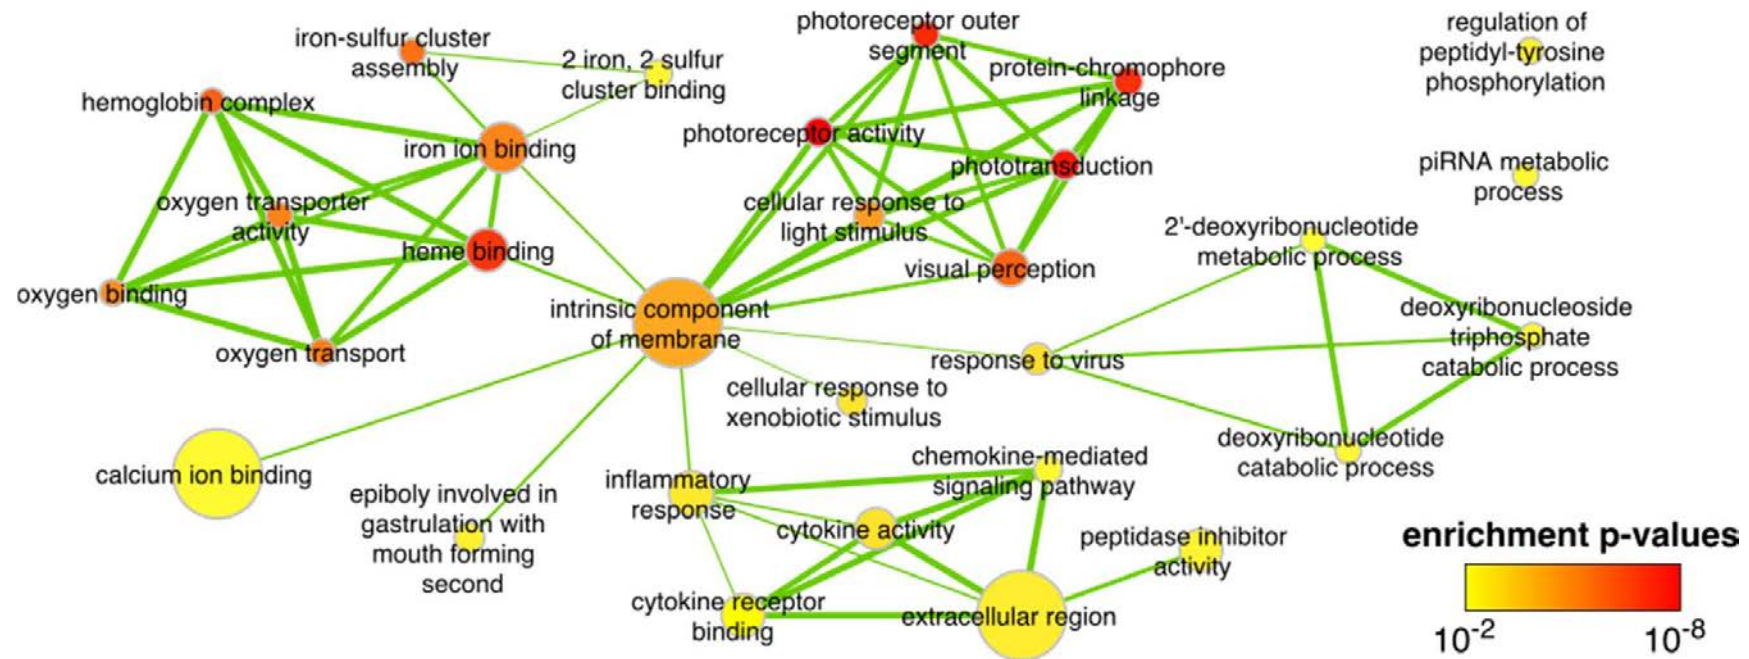 photoreceptor outer
segment
regulation of
peptidyl-tyrosine
phosphorylation
iron-sulfur cluster
assembly
2 iron, 2 sulfur
cluster binding
protein-chromophore
linkage
hemoglobin complex
iron ion binding
photoreceptor activity
phototransduction
piRNA metabolic
process
oxygen transporter
activity
heme binding
cellular response to
light stimulus
visual perception
2'-deoxyribonucleotide
metabolic process
oxygen binding
intrinsic component
of membrane
deoxyribonucleoside
triphosphate
catabolic process
oxygen transport
response to virus
cellular response to
xenobiotic stimulus
deoxyribonucleotide
catabolic process
calcium ion binding
epiboly involved in
gastrulation with
mouth forming
second
inflammatory
response
chemokine-mediated
signaling pathway
cytokine activity
peptidase inhibitor
activity
cytokine receptor
binding
extracellular region
enrichment p-values
10-2 10-8